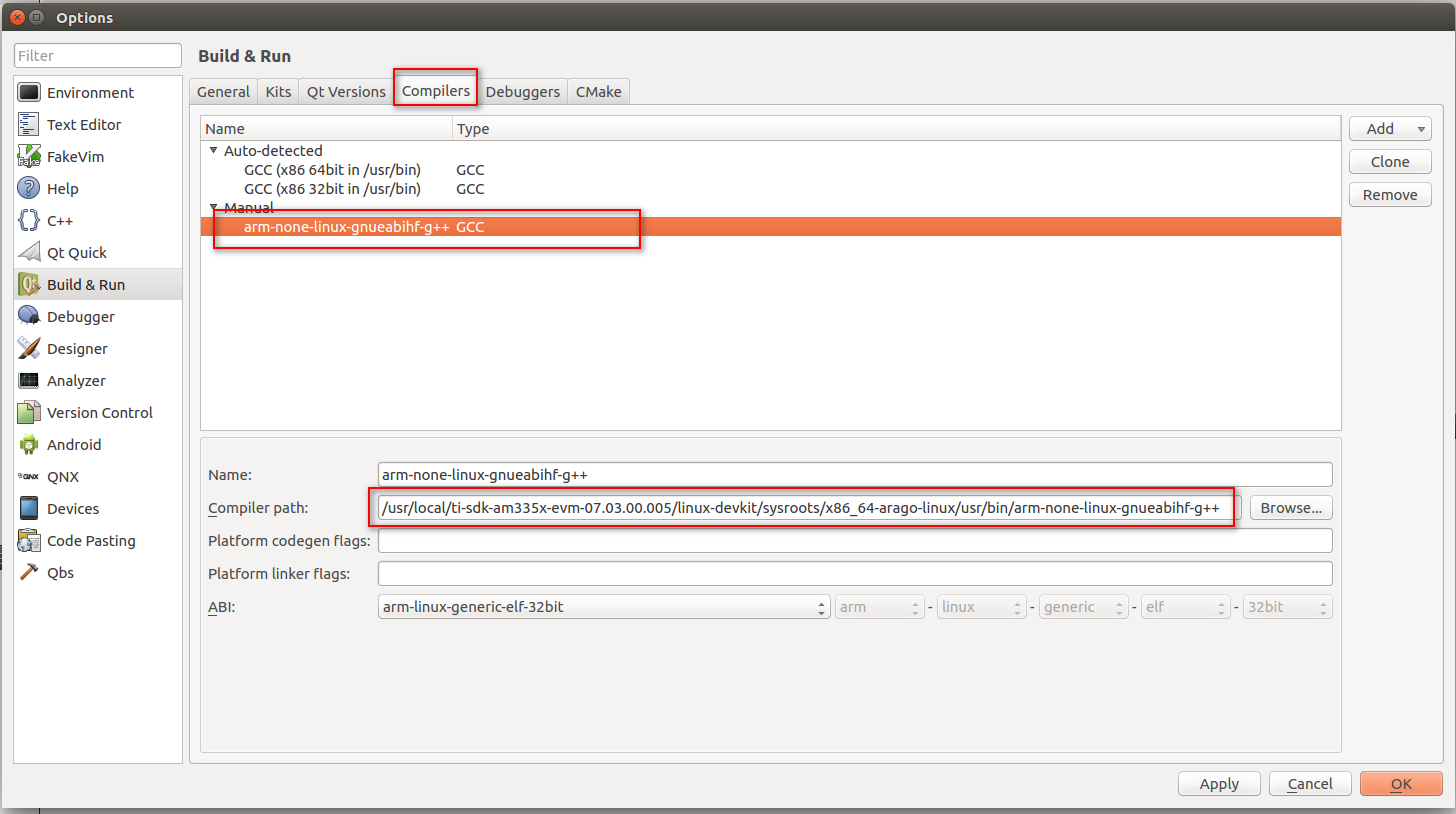 Options
Filter
Build & Run
Environment
Text Editor
FakeVim
Help
C++
Qt Quick
Build & Run
Debugger
Designer
Analyzer
Version Control
Android
QNX
Devices
Code Pasting
Qbs
General Kits Qt Versions Compilers Debuggers CMake
Name Type
Auto-detected
GCC (x86 64bit in /usr/bin) GCC
GCC (x86 32bit in /usr/bin) GCC
Manual
arm-none-linux-gnueabihf-g++ GCC
Add
Clone
Remove
Name: arm-none-linux-gnueabihf-g++
Compiler path: /usr/local/ti-sdk-am335x-evm-07.03.00.005/linux-devkit/sysroots/x86_64-arago-linux/usr/bin/arm-none-linux-gnueabihf-g++ Browse...
Platform codegen flags:
Platform linker flags:
ABI: arm-linux-generic-elf-32bit arm - linux - generic - elf - 32bit
Apply Cancel OK